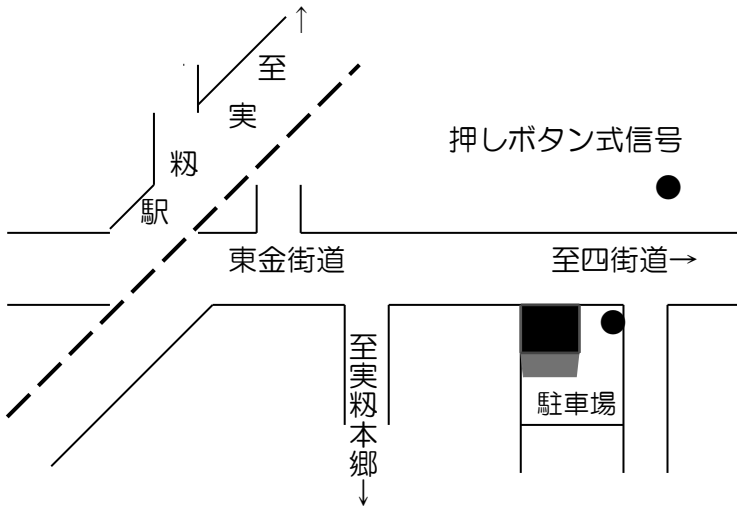 ↑
至実籾駅
押しボタン式信号
東金街道
至四街道→
至実籾本郷↓
駐車場